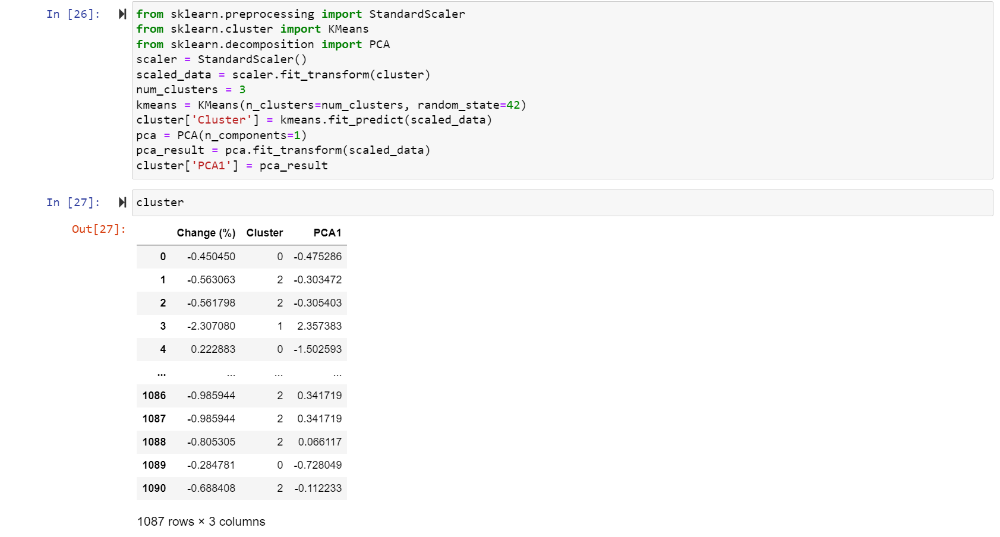 In [26]:
from sklearn.preprocessing import StandardScaler
from sklearn.cluster import KMeans
from sklearn.decomposition import PCA
scaler = StandardScaler()
scaled_data = scaler.fit_transform(cluster)
num_clusters = 3
kmeans = KMeans(n_clusters=num_clusters, random_state=42)
cluster['Cluster'] = kmeans.fit_predict(scaled_data)
pca = PCA(n_components=1)
pca_result = pca.fit_transform(scaled_data)
cluster['PCA1'] = pca_result
In [27]:
cluster
Out[27]:
Change (%) Cluster PCA1
0 -0.450450 0 -0.475286
1 -0.563063 2 -0.303472
2 -0.561798 2 -0.305403
3 -2.307080 1 2.357383
4 0.222883 0 -1.502593
... ... ... ...
1086 -0.985944 2 0.341719
1087 -0.985944 2 0.341719
1088 -0.805305 2 0.066117
1089 -0.284781 0 -0.728049
1090 -0.688408 2 -0.112233
1087 rows × 3 columns